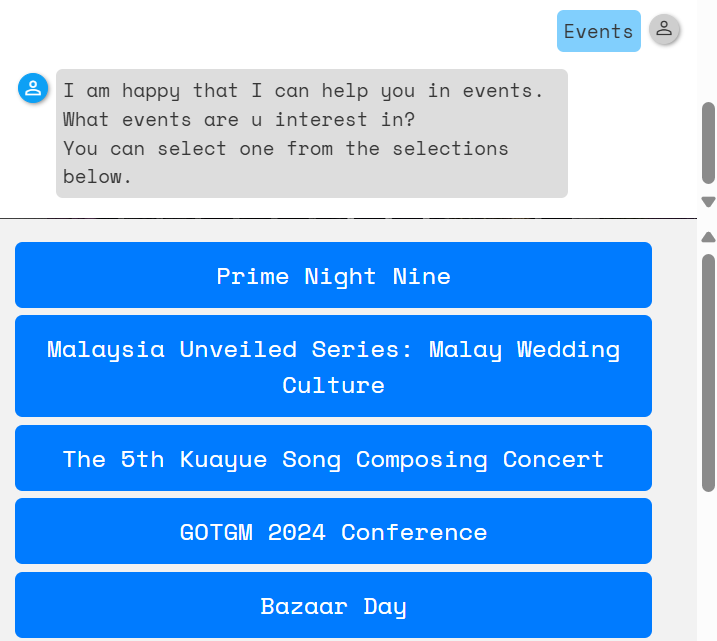 Events
I am happy that I can help you in events.
What events are u interest in?
You can select one from the selections
below.
Prime Night Nine
Malaysia Unveiled Series: Malay Wedding
Culture
The 5th Kuayue Song Composing Concert
GOTGM 2024 Conference
Bazaar Day